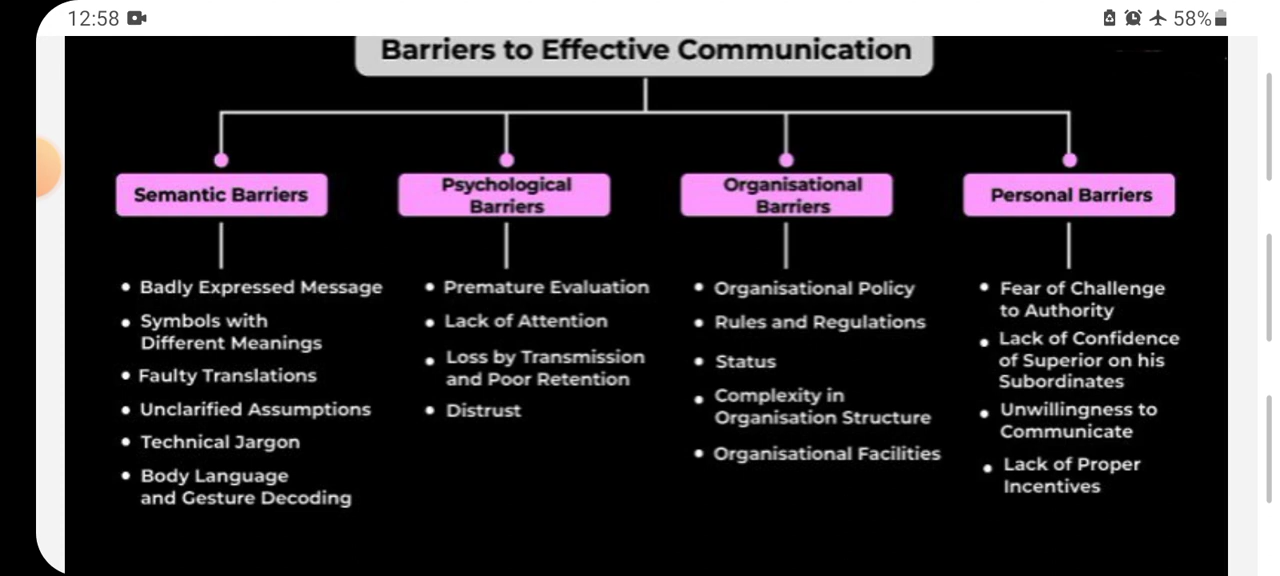 12:58
58%
Barriers to Effective Communication
Semantic Barriers
Badly Expressed Message
Symbols with
Different Meanings
Faulty Translations
Unclarified Assumptions
Technical Jargon
Body Language
and Gesture Decoding
Psychological
Barriers
Premature Evaluation
Lack of Attention
Loss by Transmission
and Poor Retention
Distrust
Organisational
Barriers
Organisational Policy
Rules and Regulations
Status
Complexity in
Organisation Structure
Organisational Facilities
Personal Barriers
Fear of Challenge
to Authority
Lack of Confidence
of Superior on his
Subordinates
Unwillingness to
Communicate
Lack of Proper
Incentives